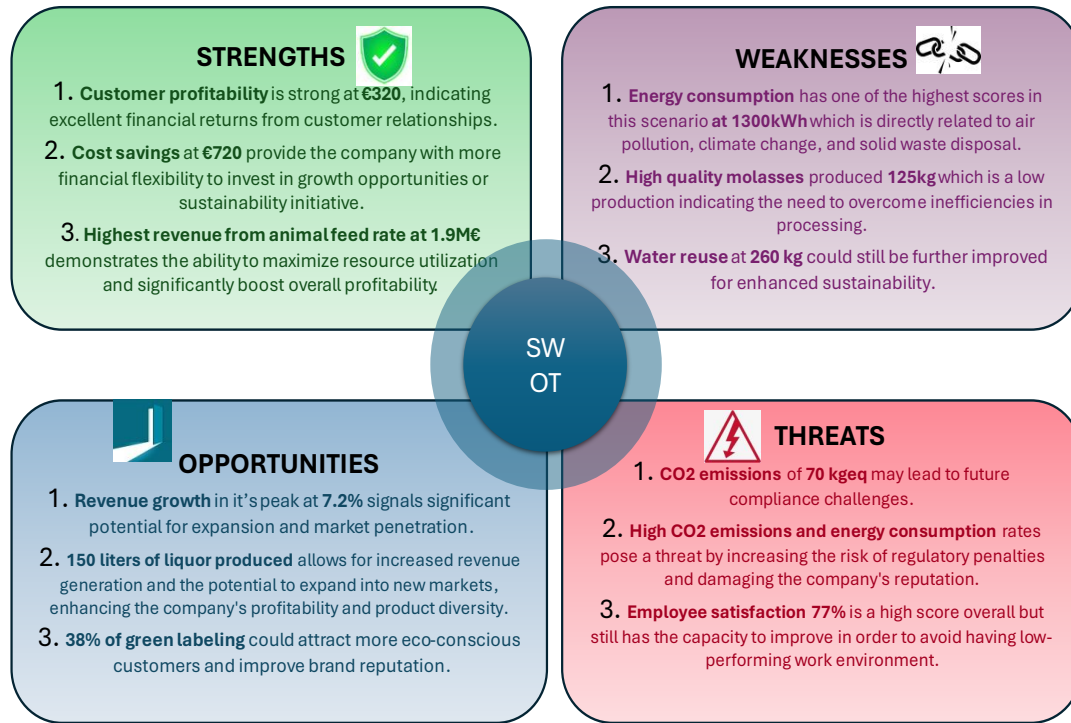 STRENGTHS
1. Customer profitability is strong at €320, indicating
excellent financial returns from customer relationships.
2. Cost savings at €720 provide the company with more
financial flexibility to invest in growth opportunities or
sustainability initiative.
3. Highest revenue from animal feed rate at 1.9M€
demonstrates the ability to maximize resource utilization
and significantly boost overall profitability.
WEAKNESSES
1. Energy consumption has one of the highest scores in
this scenario at 1300kWh which is directly related to air
pollution, climate change, and solid waste disposal.
2. High quality molasses produced 125kg which is a low
production indicating the need to overcome inefficiencies in
processing.
3. Water reuse at 260 kg could still be further improved
for enhanced sustainability.
SW
OT
OPPORTUNITIES
1. Revenue growth in it's peak at 7.2% signals significant
potential for expansion and market penetration.
2. 150 liters of liquor produced allows for increased revenue
generation and the potential to expand into new markets,
enhancing the company's profitability and product diversity.
3. 38% of green labeling could attract more eco-conscious
customers and improve brand reputation.
THREATS
1. CO2 emissions of 70 kgeq may lead to future
compliance challenges.
2. High CO2 emissions and energy consumption rates
pose a threat by increasing the risk of regulatory penalties
and damaging the company's reputation.
3. Employee satisfaction 77% is a high score overall but
still has the capacity to improve in order to avoid having low-
performing work environment.